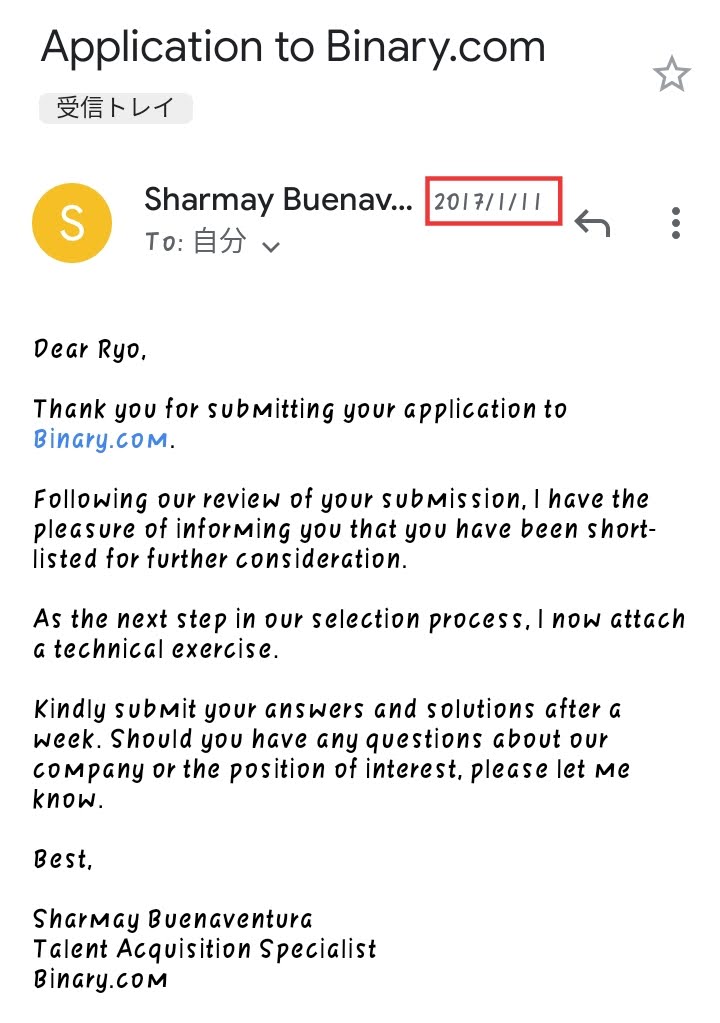 Application to Binary.com
受信トレイ
S
Sharmay Buenav... 2017/1/11
To: 自分
Dear Ryo,
Thank you for submitting your application to
Binary.com.
Following our review of your submission, I have the
pleasure of informing you that you have been short-
listed for further consideration.
As the next step in our selection process, I now attach
a technical exercise.
Kindly submit your answers and solutions after a
week. Should you have any questions about our
company or the position of interest, please let me
know.
Best,
Sharmay Buenaventura
Talent Acquisition Specialist
Binary.com